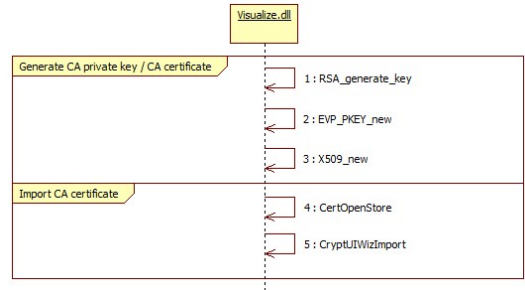 Visualize.dll
Generate CA private key / CA certificate
1 : RSA_generate_key
2 : EVP_PKEY_new
3 : X509_new
Import CA certificate
4 : CertOpenStore
5 : CryptUIWizImport